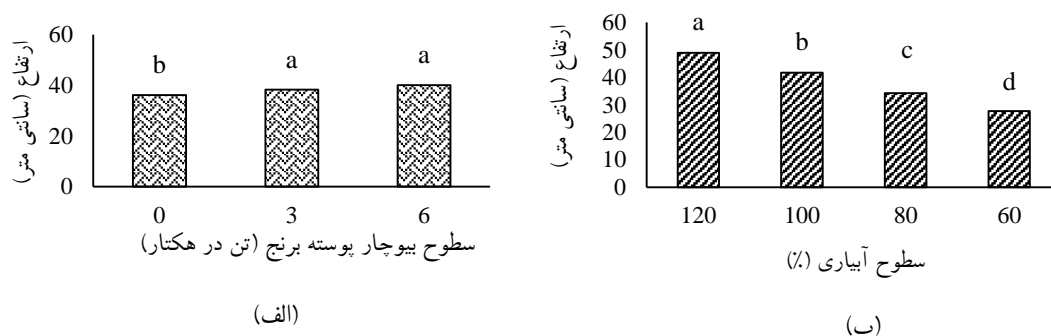 ارتفاع (سانتی متر)
60
40
20
0
b
a
a
0
3
6
سطوح بیوچار پوسته برنج (تن در هکتار)
(الف)
ارتفاع (سانتی متر)
60
50
40
30
20
10
0
a
b
c
d
120
100
80
60
سطوح آبیاری (٪)
(ب)